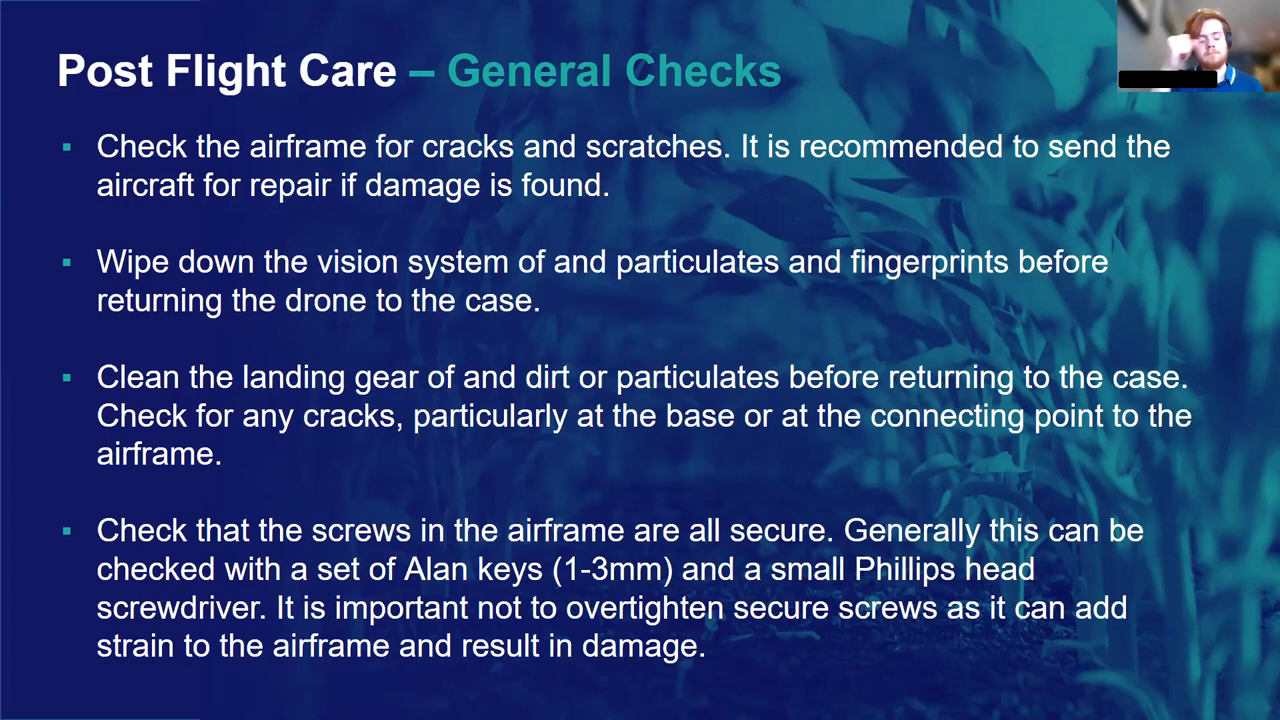 Post Flight Care – General Checks
▪ Check the airframe for cracks and scratches. It is recommended to send the
aircraft for repair if damage is found.
▪ Wipe down the vision system of and particulates and fingerprints before
returning the drone to the case.
▪ Clean the landing gear of and dirt or particulates before returning to the case.
Check for any cracks, particularly at the base or at the connecting point to the
airframe.
▪ Check that the screws in the airframe are all secure. Generally this can be
checked with a set of Alan keys (1-3mm) and a small Phillips head
screwdriver. It is important not to overtighten secure screws as it can add
strain to the airframe and result in damage.